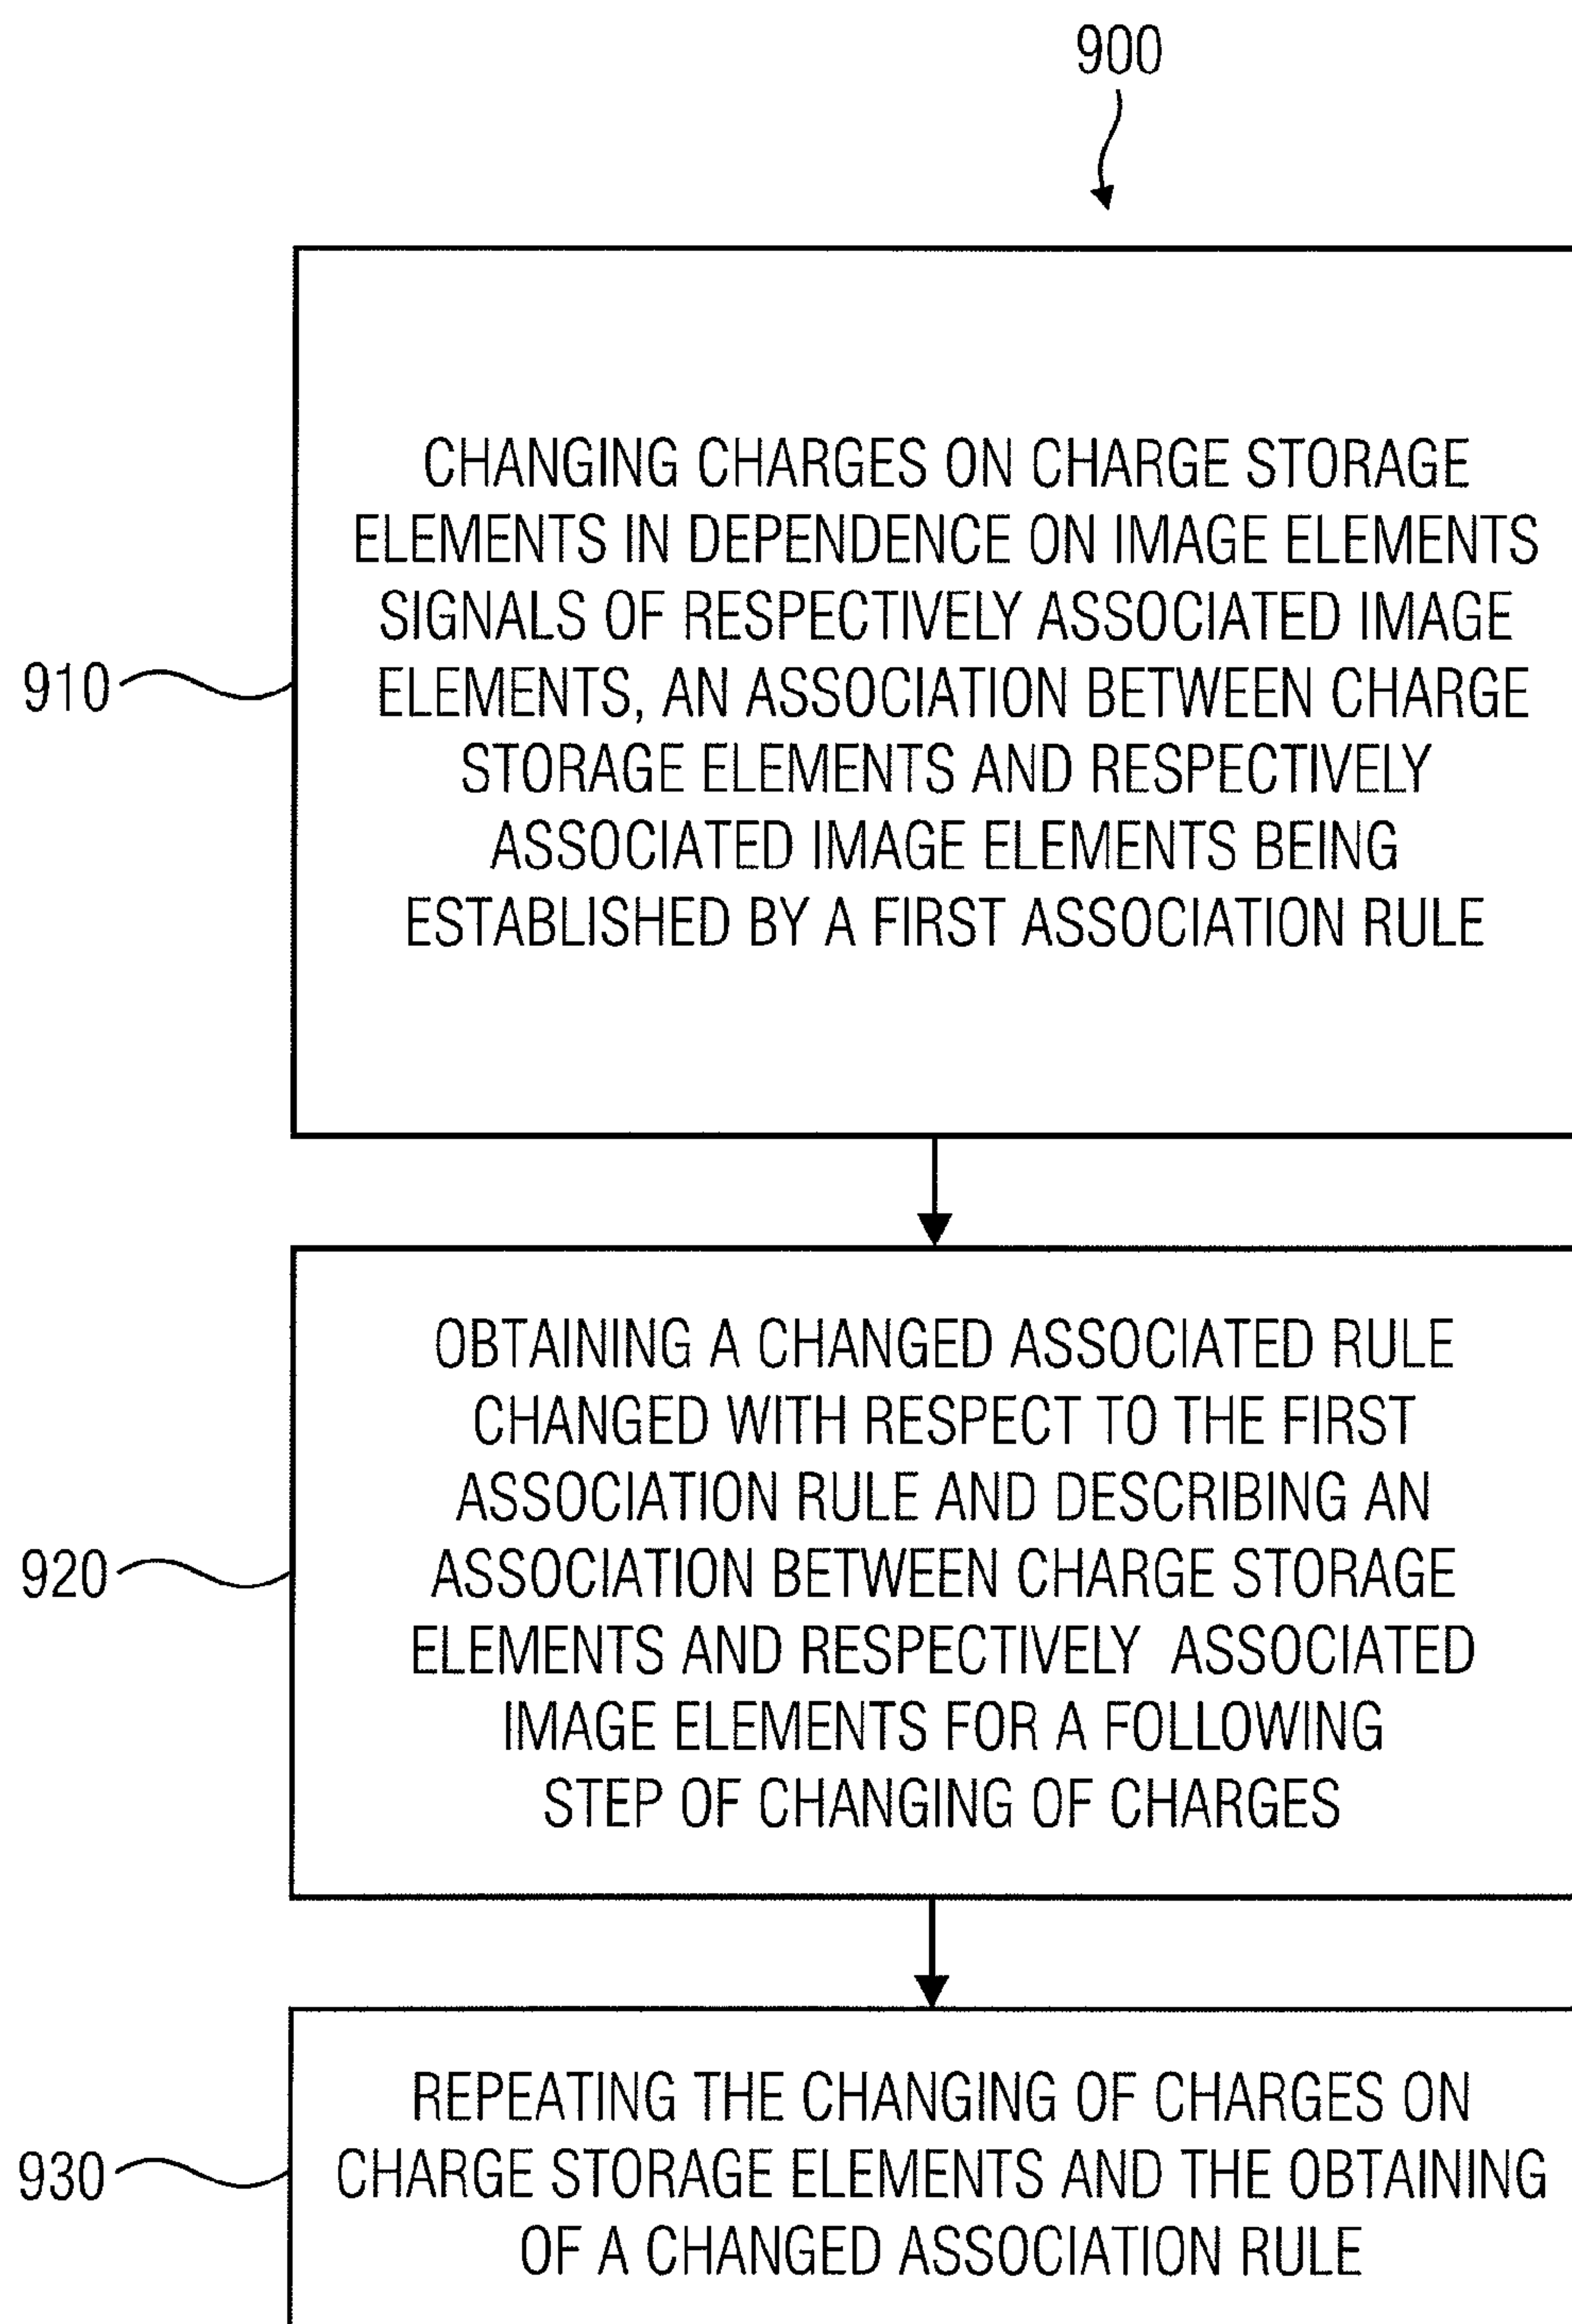 900
CHANGING CHARGES ON CHARGE STORAGE
ELEMENTS IN DEPENDENCE ON IMAGE ELEMENTS
SIGNALS OF RESPECTIVELY ASSOCIATED IMAGE
910
ELEMENTS, AN ASSOCIATION BETWEEN CHARGE
STORAGE ELEMENTS AND RESPECTIVELY
ASSOCIATED IMAGE ELEMENTS BEING
ESTABLISHED BY A FIRST ASSOCIATION RULE
OBTAINING A CHANGED ASSOCIATED RULE
CHANGED WITH RESPECT TO THE FIRST
ASSOCIATION RULE AND DESCRIBING AN
920
ASSOCIATION BETWEEN CHARGE STORAGE
ELEMENTS AND RESPECTIVELY ASSOCIATED
IMAGE ELEMENTS FOR A FOLLOWING
STEP OF CHANGING OF CHARGES
REPEATING THE CHANGING OF CHARGES ON
930
CHARGE STORAGE ELEMENTS AND THE OBTAINING
OF A CHANGED ASSOCIATION RULE